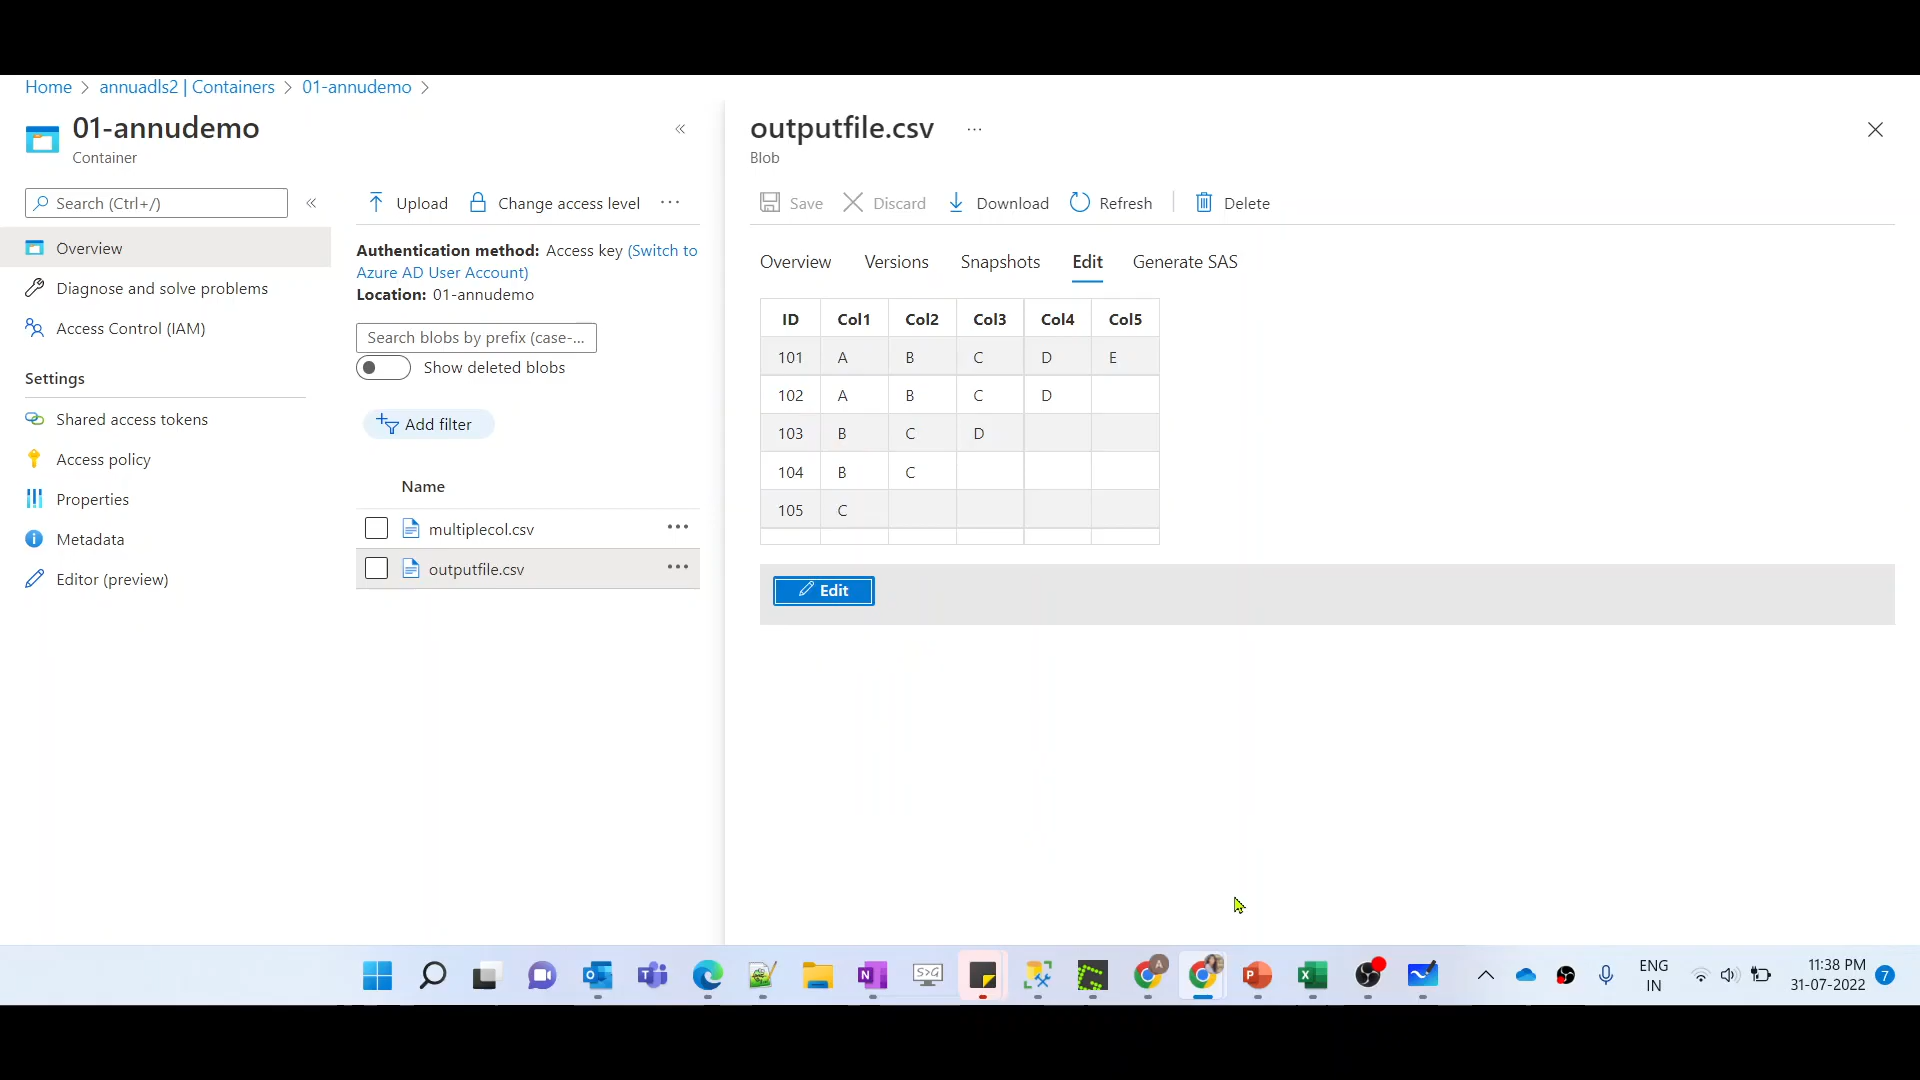 Home > annuadls2 | Containers > 01-annudemo >
01-annudemo
Container
Search (Ctrl+/)
Overview
Diagnose and solve problems
Access Control (IAM)
Settings
Shared access tokens
Access policy
Properties
Metadata
Editor (preview)
Upload
Change access level
Authentication method: Access key (Switch to
Azure AD User Account)
Location: 01-annudemo
Search blobs by prefix (case-...
Show deleted blobs
Add filter
Name
multiplecol.csv
outputfile.csv
outputfile.csv
Blob
Save Discard Download Refresh Delete
Overview Versions Snapshots Edit Generate SAS
ID Col1 Col2 Col3 Col4 Col5
101 A B C D E
102 A B C D
103 B C D
104 B C
105 C
Edit
S>G
A
ENG
IN
11:38 PM
31-07-2022
7